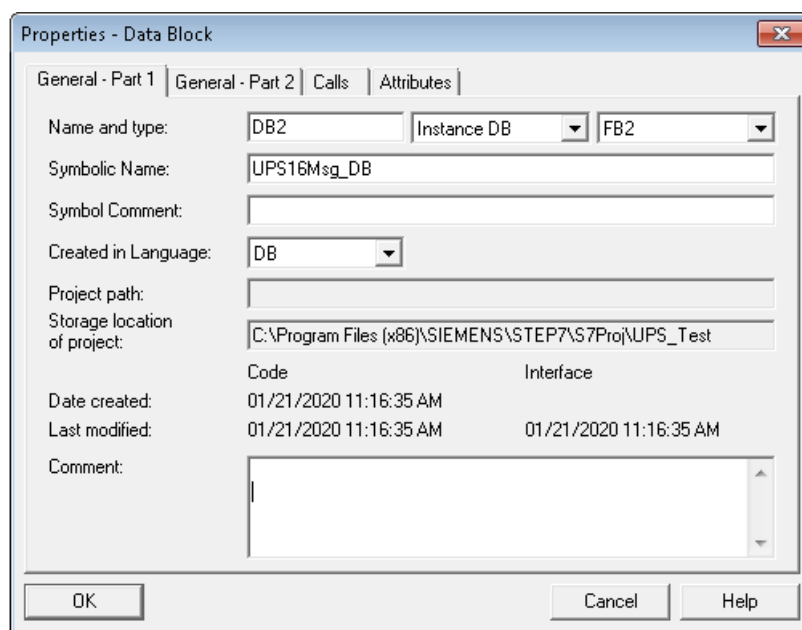 Properties - Data Block
General - Part 1 General - Part 2 Calls Attributes
Name and type: DB2 Instance DB FB2
Symbolic Name: UPS16Msg_DB
Symbol Comment:
Created in Language: DB
Project path:
Storage location
of project: C:\Program Files (x86)\SIEMENS\STEP7\S7Proj\UPS_Test
Code Interface
Date created: 01/21/2020 11:16:35 AM
Last modified: 01/21/2020 11:16:35 AM 01/21/2020 11:16:35 AM
Comment:
OK Cancel Help